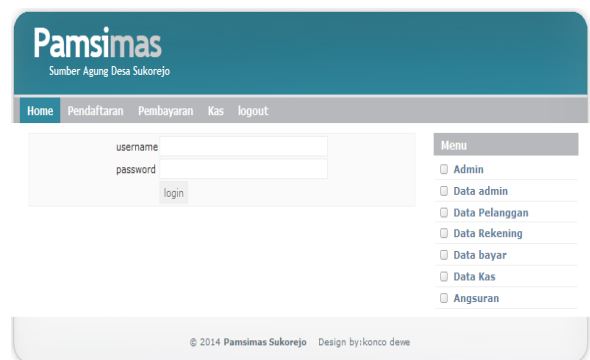 Pamsimas
Sumber Agung Desa Sukorejo
Home Pendaftaran Pembayaran Kas logout
username
password
login
Menu
Admin
Data admin
Data Pelanggan
Data Rekening
Data bayar
Data Kas
Angsuran
© 2014 Pamsimas Sukorejo Design by:konco dewe